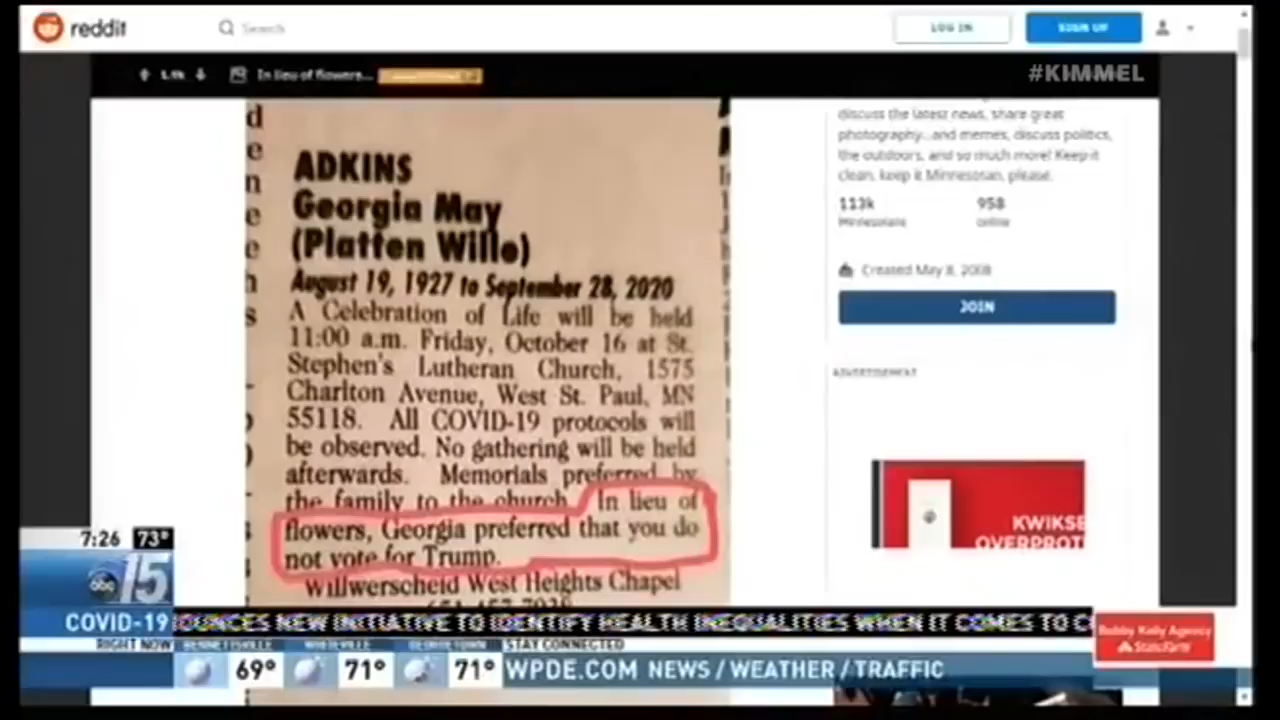 reddit
Search
LOG IN
SIGN UP
In lieu of flowers...
#KIMMEL
discuss the latest news, share great
photography...and memes, discuss politics,
the outdoors, and so much more! Keep it
clean, keep it Minnesotan, please.
113k
958
Minnesotans
online
Created May 8, 2008
JOIN
ADVERTISEMENT
ADKINS
Georgia May
(Platten Wille)
August 19, 1927 to September 28, 2020
A Celebration of Life will be held
11:00 a.m. Friday, October 16 at St.
Stephen's Lutheran Church, 1575
Charlton Avenue, West St. Paul, MN
55118. All COVID-19 protocols will
be observed. No gathering will be held
afterwards. Memorials preferred by
the family to the church. In lieu of
flowers, Georgia preferred that you do
not vote for Trump.
Willwerscheid West Heights Chapel
KWIKSE
OVERPROT
7:26 73°
abc 15
COVID-19 OUNCES NEW INITIATIVE TO IDENTIFY HEALTH INEQUALITIES WHEN IT COMES TO C
Bobby Kelly Agency
StateFarm
RIGHT NOW BENNETTSVILLE WHITEVILLE GEORGETOWN STAY CONNECTED
69° 71° 71° WPDE.COM NEWS / WEATHER / TRAFFIC